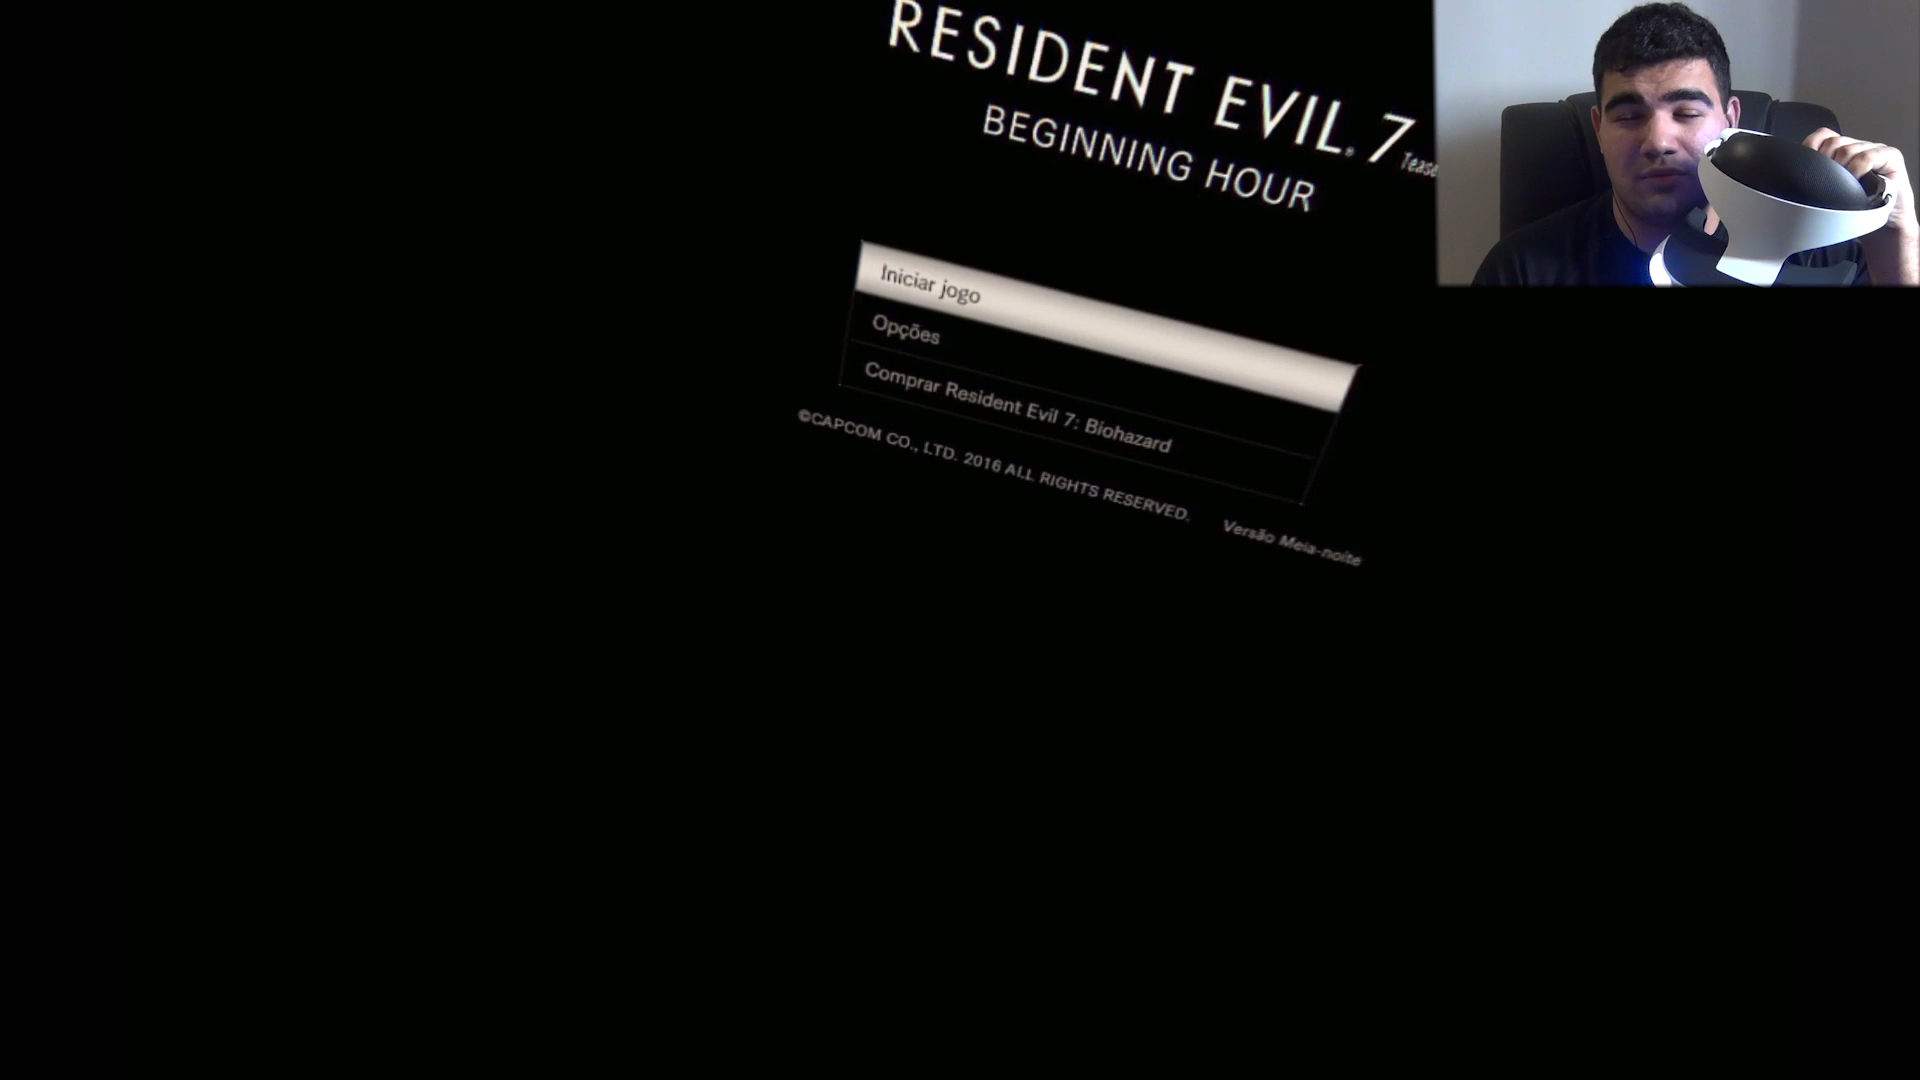 RESIDENT EVIL® 7
BEGINNING HOUR
Iniciar jogo
Opções
Comprar Resident Evil 7: Biohazard
©CAPCOM CO., LTD. 2016 ALL RIGHTS RESERVED.
Versão Meia-noite